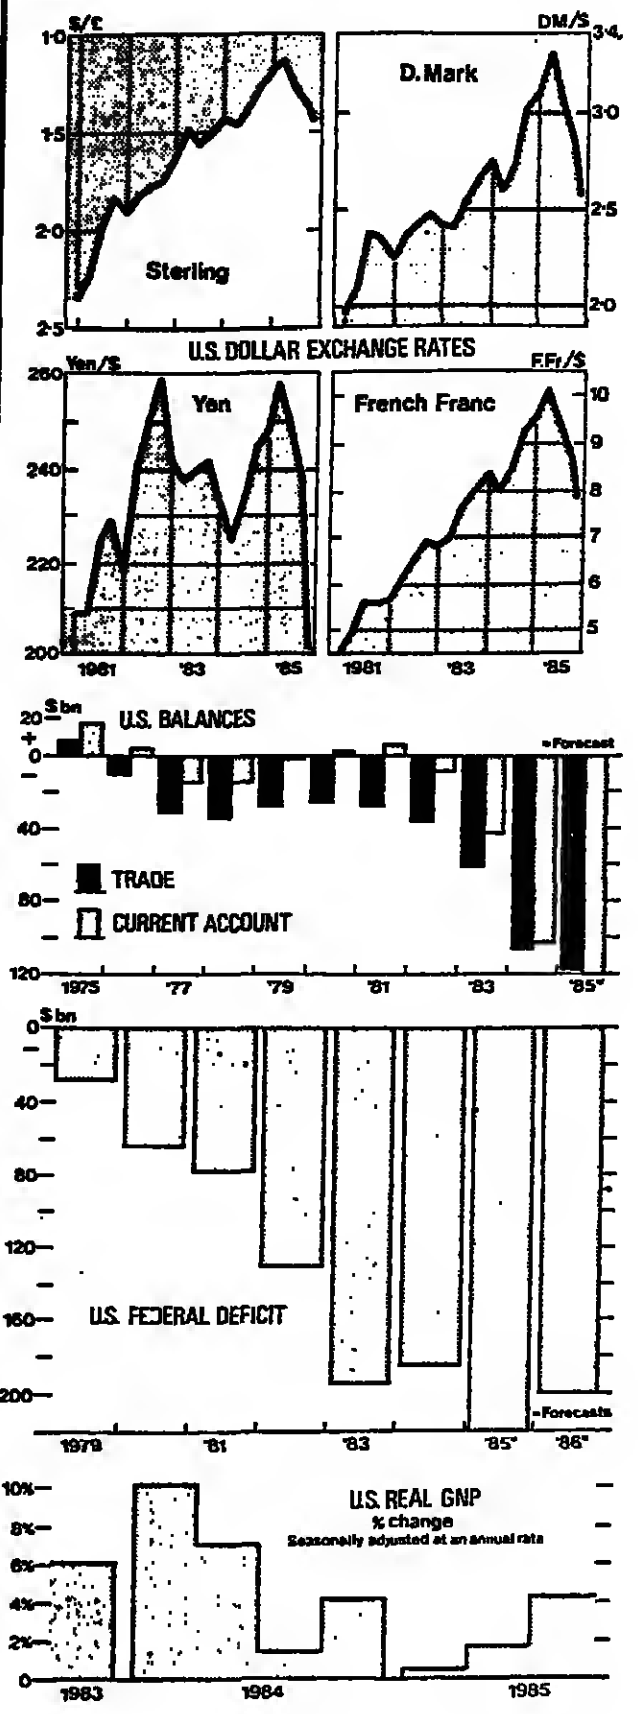 $/£
1·0
1·5
2·0
2·5
Sterling
DM/$
3·4
3·0
2·5
2·0
D.Mark
U.S. DOLLAR EXCHANGE RATES
Yen/$
260
240
220
200
Yen
1981 '83 '85
F.Fr/$
10
9
8
7
6
5
French Franc
1981 '83 '85
$bn
U.S. BALANCES
20
+
0
−
40
80
120
=Forecast
TRADE
CURRENT ACCOUNT
1975 '77 '79 '81 '83 '85*
$bn
0
−
40
80
120
160
200
U.S. FEDERAL DEFICIT
=Forecasts
1979 '81 '83 '85* '86*
U.S. REAL GNP
% change
Seasonally adjusted at an annual rate
10%
8%
6%
4%
2%
0
1983 1984 1985